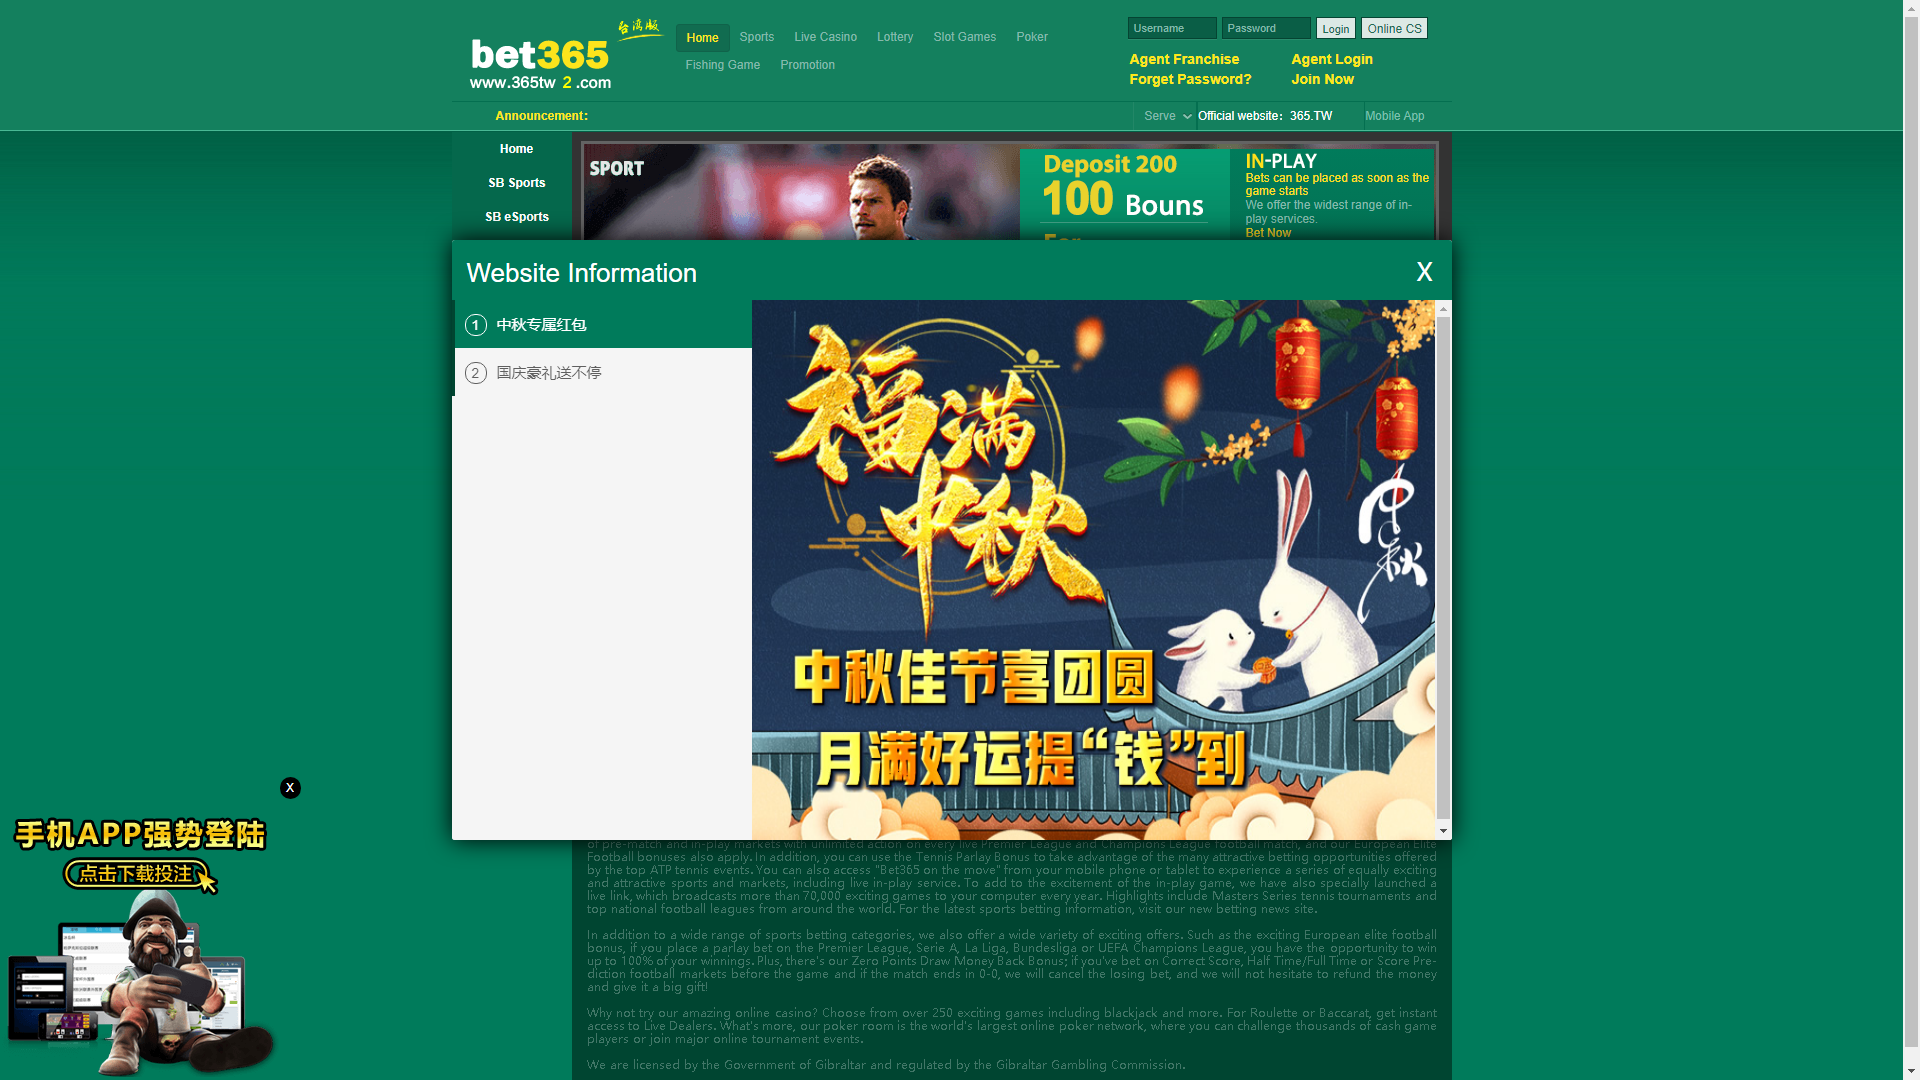 台湾版
bet365
www.365tw 2 .com
Home
Sports
Live Casino
Lottery
Slot Games
Poker
Fishing Game
Promotion
Username
Password
Login
Online CS
Agent Franchise
Agent Login
Forget Password?
Join Now
Announcement:
Serve
Official website：365.TW
Mobile App
Home
SB Sports
SB eSports
SPORT
Deposit 200
100 Bouns
For
IN-PLAY
Bets can be placed as soon as the
game starts
We offer the widest range of in-
play services.
Bet Now
Website Information
X
1 中秋专属红包
2 国庆豪礼送不停
福满
中秋
中秋
中秋佳节喜团圆
月满好运提“钱”到
X
手机APP强势登陆
点击下载投注
of pre-match and in-play markets with unlimited action on every live Premier League and Champions League football match, and our European Elite
Football bonuses also apply. In addition, you can use the Tennis Parlay Bonus to take advantage of the many attractive betting opportunities offered
by the top ATP tennis events. You can also access "Bet365 on the move" from your mobile phone or tablet to experience a series of equally exciting
and attractive sports and markets, including live in-play service. To add to the excitement of the in-play game, we have also specially launched a
live link, which broadcasts more than 70,000 exciting games to your computer every year. Highlights include Masters Series tennis tournaments and
top national football leagues from around the world. For the latest sports betting information, visit our new betting news site.
In addition to a wide range of sports betting categories, we also offer a wide variety of exciting offers. Such as the exciting European elite football
bonus, if you place a parlay bet on the Premier League, Serie A, La Liga, Bundesliga or UEFA Champions League, you have the opportunity to win
up to 100% of your winnings. Plus, there's our Zero Points Draw Money Back Bonus; if you've bet on Correct Score, Half Time/Full Time or Score Pre-
diction football markets before the game and if the match ends in 0-0, we will cancel the losing bet, and we will not hesitate to refund the money
and give it a big gift!
Why not try our amazing online casino? Choose from over 250 exciting games including blackjack and more. For Roulette or Baccarat, get instant
access to Live Dealers. What's more, our poker room is the world's largest online poker network, where you can challenge thousands of cash game
players or join major online tournament events.
We are licensed by the Government of Gibraltar and regulated by the Gibraltar Gambling Commission.